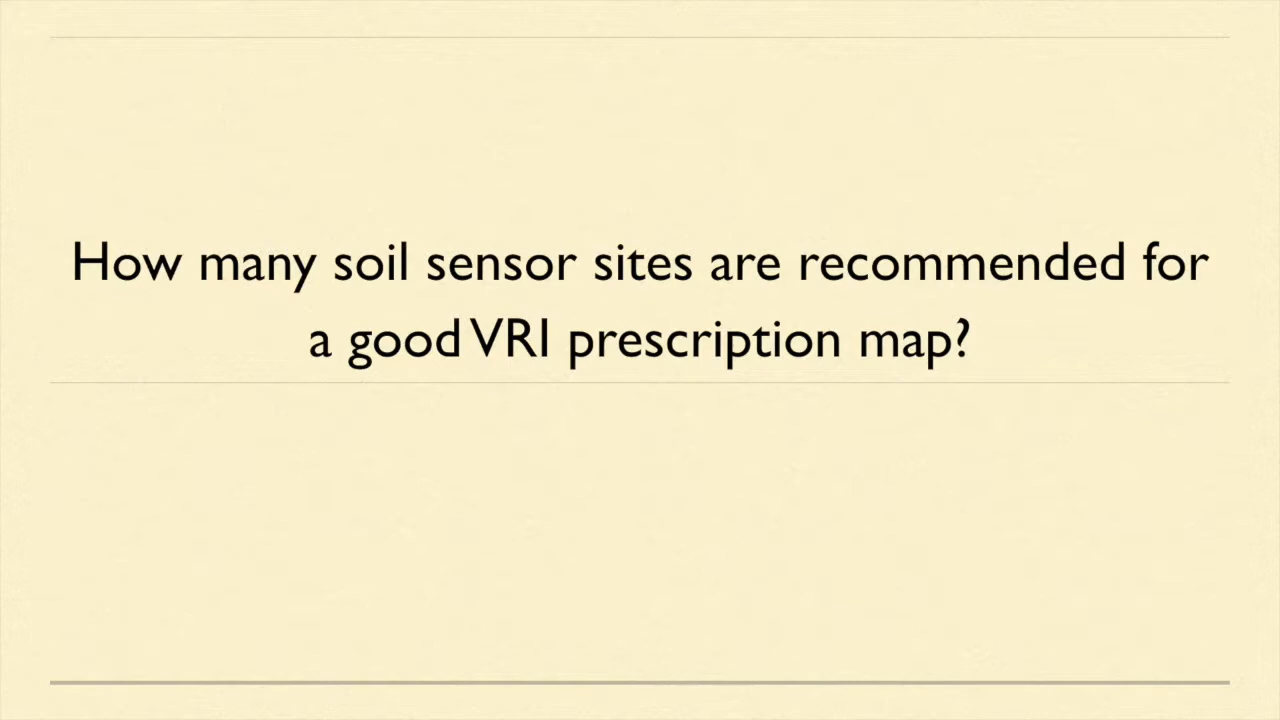 How many soil sensor sites are recommended for
a good VRI prescription map?